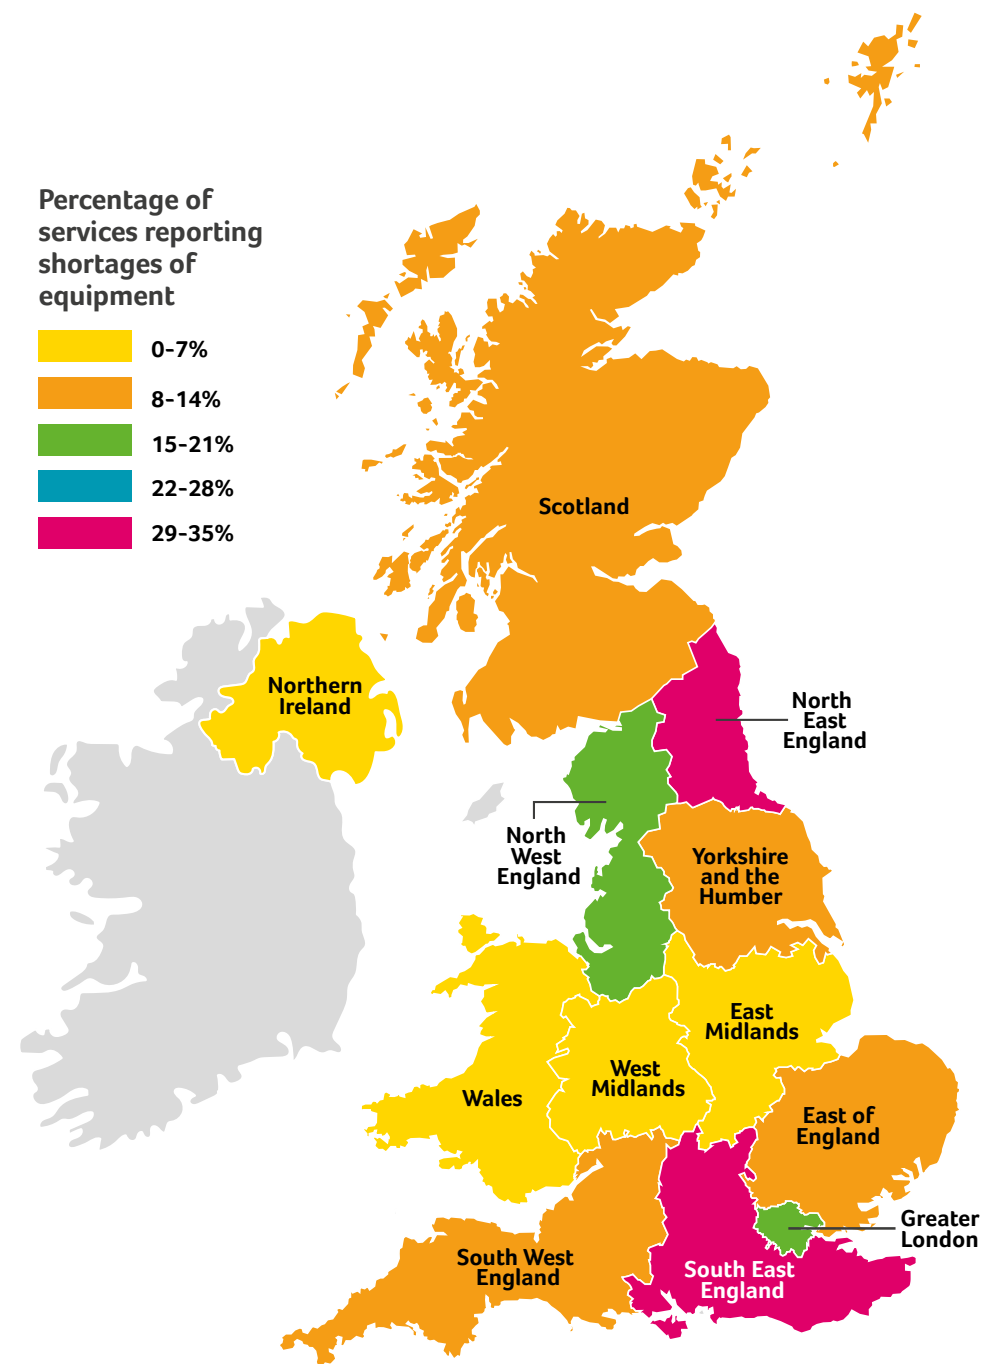 Percentage of
services reporting
shortages of
equipment
0-7%
8-14%
15-21%
22-28%
29-35%
Scotland
Northern
Ireland
North
East
England
North
West
England
Yorkshire
and the
Humber
East
Midlands
West
Midlands
Wales
East of
England
Greater
London
South West
England
South East
England